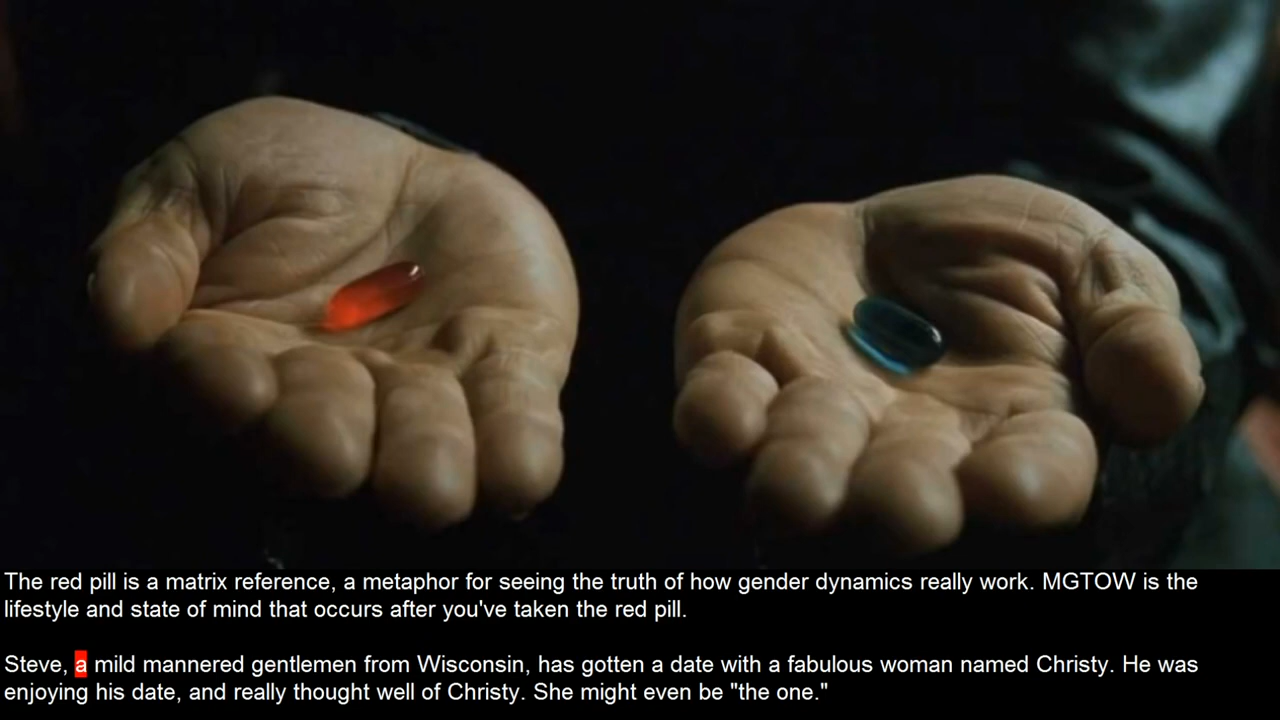 The red pill is a matrix reference, a metaphor for seeing the truth of how gender dynamics really work. MGTOW is the
lifestyle and state of mind that occurs after you've taken the red pill.
Steve, a mild mannered gentlemen from Wisconsin, has gotten a date with a fabulous woman named Christy. He was
enjoying his date, and really thought well of Christy. She might even be "the one."